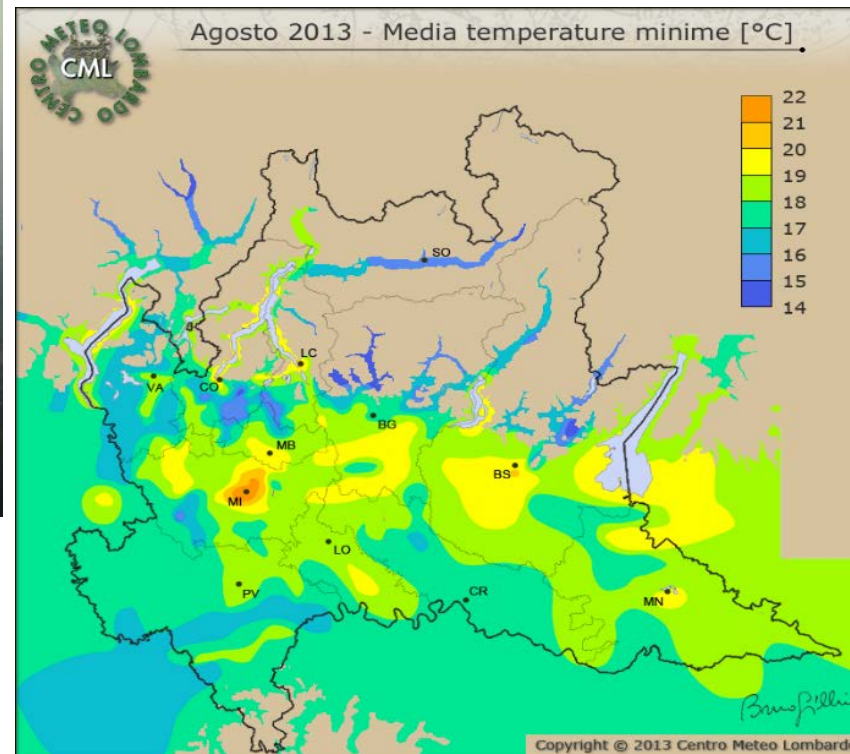 Agosto 2013 - Media temperature minime [°C]
CENTRO METEO LOMBARDO
CML
22
21
20
19
18
17
16
15
14
SO
LC
VA
CO
BG
MB
BS
MI
LO
PV
CR
MN
Copyright © 2013 Centro Meteo Lombardo